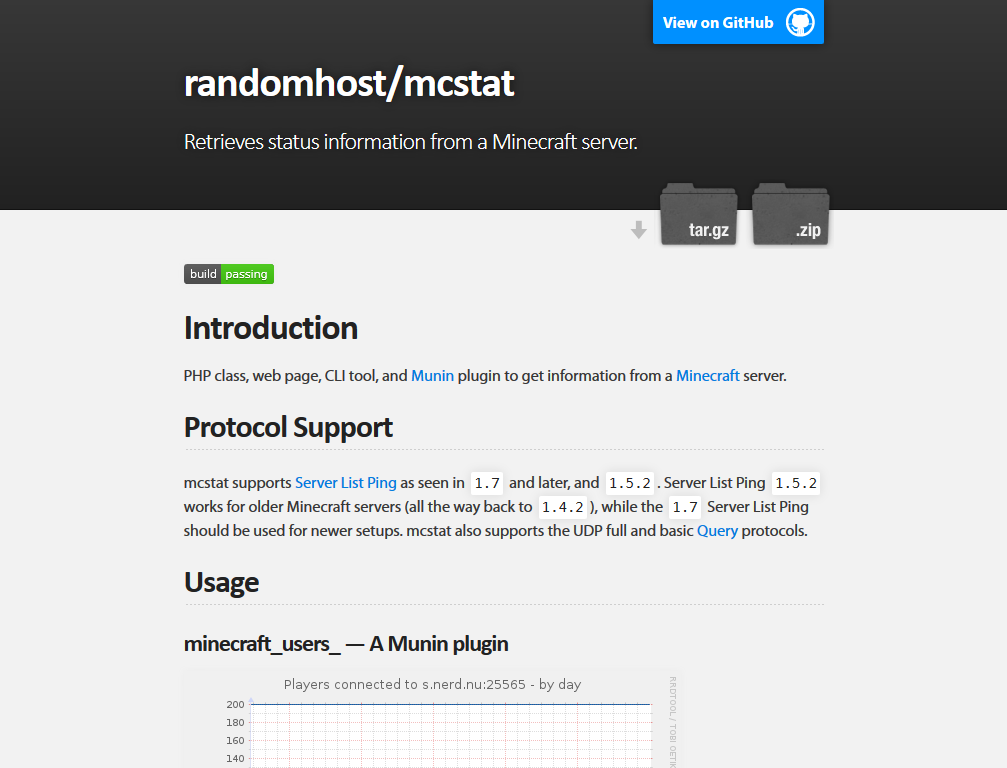 View on GitHub
randomhost/mcstat
Retrieves status information from a Minecraft server.
tar.gz
.zip
build passing
Introduction
PHP class, web page, CLI tool, and Munin plugin to get information from a Minecraft server.
Protocol Support
mcstat supports Server List Ping as seen in 1.7 and later, and 1.5.2 . Server List Ping 1.5.2
works for older Minecraft servers (all the way back to 1.4.2 ), while the 1.7 Server List Ping
should be used for newer setups. mcstat also supports the UDP full and basic Query protocols.
Usage
minecraft_users_ — A Munin plugin
Players connected to s.nerd.nu:25565 - by day
200
180
160
140
RRDTOOL / TOBI OETIK